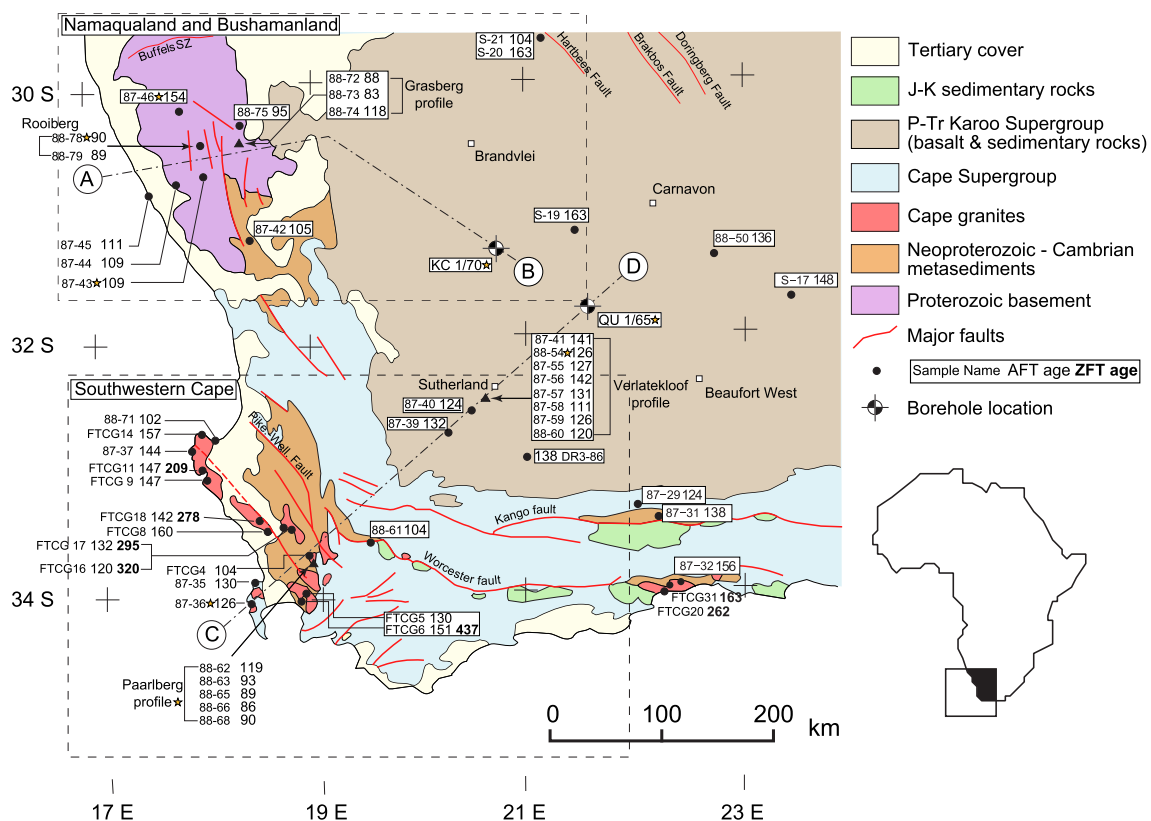 Namaqualand and Bushamanland
Buffels SZ
S-21 104
S-20 163
Hartbees Fault
Brakbos Fault
Doringberg Fault
30 S
87-46 154
88-72 88
88-73 83
88-74 118
Grasberg
profile
88-75 95
Rooiberg
88-78 90
88-79 89
A
Brandvlei
Carnavon
87-45 111
87-44 109
87-43 109
87-42 105
S-19 163
88-50 136
KC 1/70
B
D
S-17 148
QU 1/65
32 S
87-41 141
88-54 126
87-55 127
87-56 142
87-57 131
87-58 111
87-59 126
88-60 120
Verlatekloof
profile
Sutherland
Beaufort West
87-40 124
87-39 132
138 DR3-86
Southwestern Cape
88-71 102
FTCG14 157
87-37 144
FTCG11 147 209
FTCG 9 147
Pike-Well. Fault
FTCG18 142 278
FTCG8 160
FTCG 17 132 295
FTCG16 120 320
FTCG4 104
87-35 130
87-36 126
34 S
C
88-61 104
Kango fault
Worcester fault
87-29 124
87-31 138
87-32 156
FTCG31 163
FTCG20 262
FTCG5 130
FTCG6 151 437
Paarlberg
profile
88-62 119
88-63 93
88-65 89
88-66 86
88-68 90
0 100 200
km
17 E 19 E 21 E 23 E
Tertiary cover
J-K sedimentary rocks
P-Tr Karoo Supergroup
(basalt & sedimentary rocks)
Cape Supergroup
Cape granites
Neoproterozoic - Cambrian
metasediments
Proterozoic basement
Major faults
Sample Name AFT age ZFT age
Borehole location